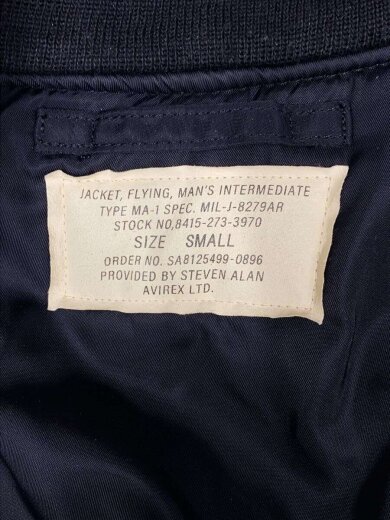 JACKET, FLYING, MAN'S INTERMEDIATE
TYPE MA-1 SPEC. MIL-J-8279AR
STOCK NO,8415-273-3970
SIZE SMALL
ORDER NO. SA8125499-0896
PROVIDED BY STEVEN ALAN
AVIREX LTD.